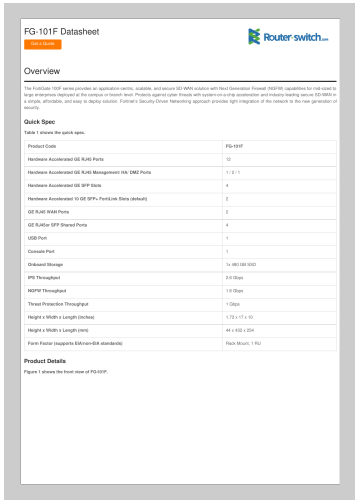 FG-101F Datasheet
Get a Quote
Router-switch.com
Overview
The FortiGate 100F series provides an application-centric, scalable, and secure SD-WAN solution with Next Generation Firewall (NGFW) capabilities for mid-sized to
large enterprises deployed at the campus or branch level. Protects against cyber threats with system-on-a-chip acceleration and industry-leading secure SD-WAN in
a simple, affordable, and easy to deploy solution. Fortinet's Security-Driven Networking approach provides tight integration of the network to the new generation of
security.
Quick Spec
Table 1 shows the quick spec.
Product Code FG-101F
Hardware Accelerated GE RJ45 Ports 12
Hardware Accelerated GE RJ45 Management/ HA/ DMZ Ports 1 / 2 / 1
Hardware Accelerated GE SFP Slots 4
Hardware Accelerated 10 GE SFP+ FortiLink Slots (default) 2
GE RJ45 WAN Ports 2
GE RJ45or SFP Shared Ports 4
USB Port 1
Console Port 1
Onboard Storage 1x 480 GB SSD
IPS Throughput 2.6 Gbps
NGFW Throughput 1.6 Gbps
Threat Protection Throughput 1 Gbps
Height x Width x Length (inches) 1.73 x 17 x 10
Height x Width x Length (mm) 44 x 432 x 254
Form Factor (supports EIA/non-EIA standards) Rack Mount, 1 RU
Product Details
Figure 1 shows the front view of FG-101F.